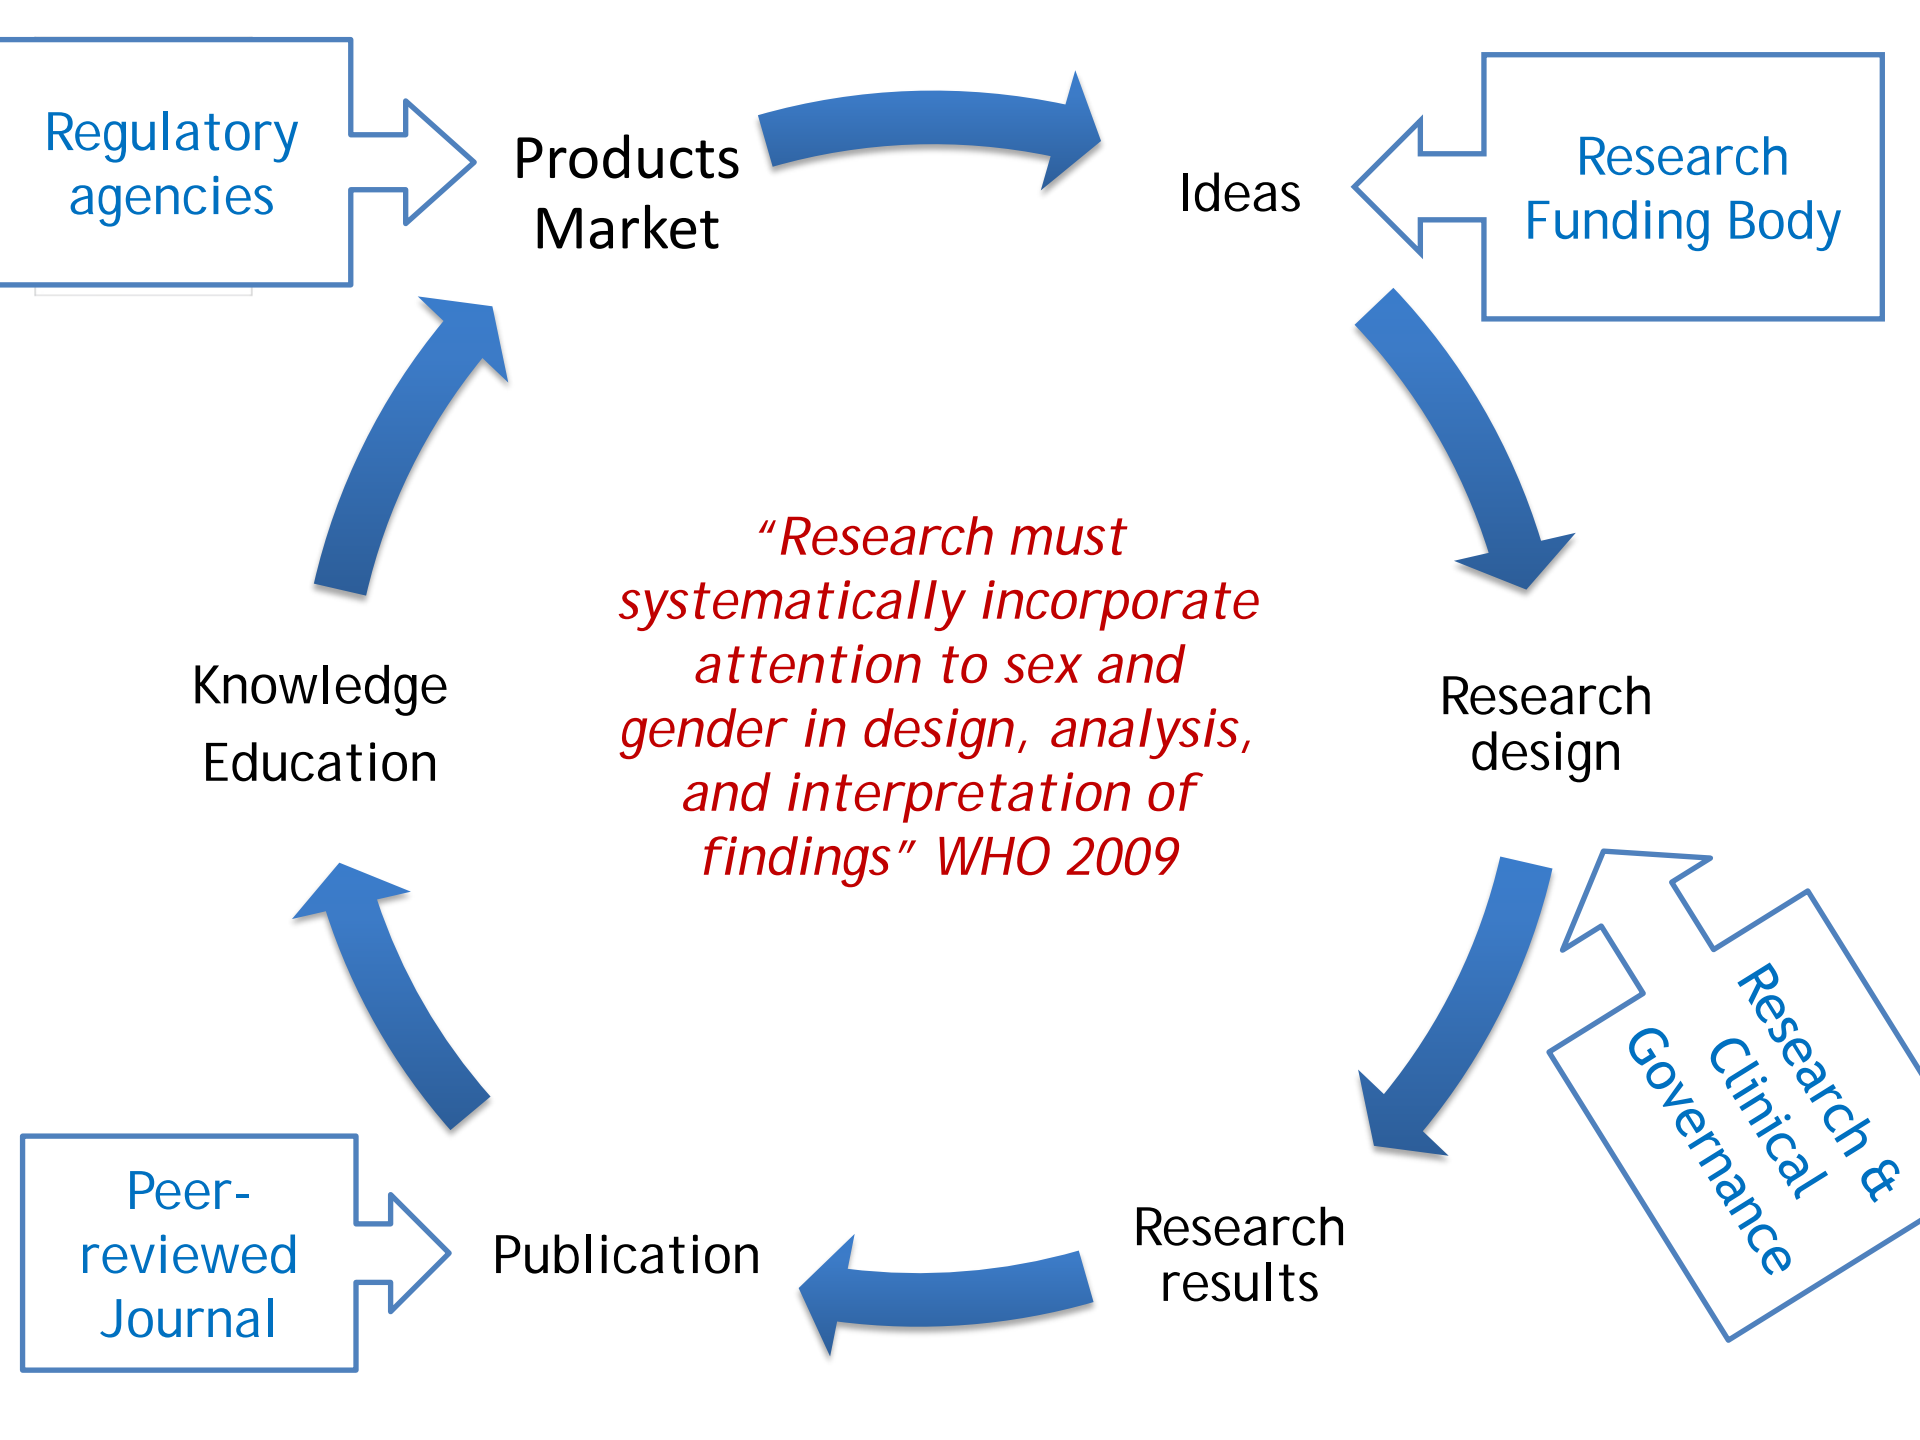 Regulatory
agencies
Products
Market
Ideas
Research
Funding Body
"Research must
systematically incorporate
attention to sex and
gender in design, analysis,
and interpretation of
findings" WHO 2009
Knowledge
Education
Research
design
Research &
Clinical
Governance
Peer-
reviewed
Journal
Publication
Research
results